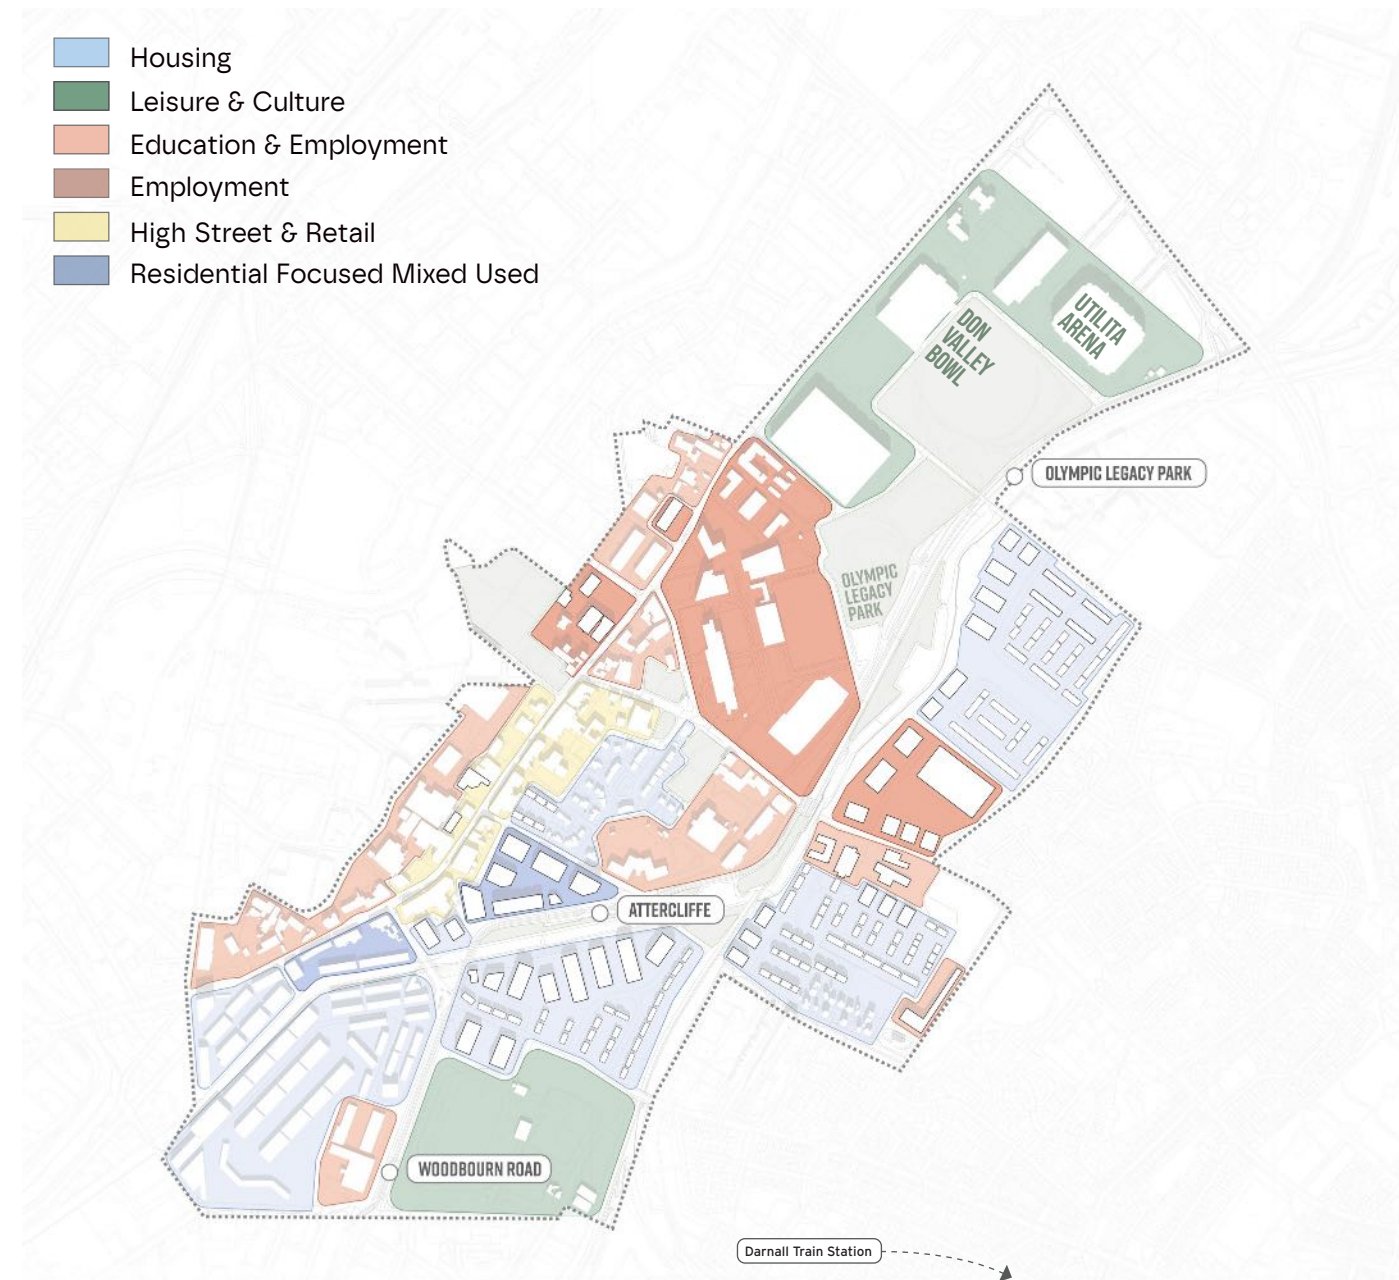 Housing
Leisure & Culture
Education & Employment
Employment
High Street & Retail
Residential Focused Mixed Used
UTILITA
ARENA
DON
VALLEY
BOWL
OLYMPIC LEGACY PARK
OLYMPIC
LEGACY
PARK
ATTERCLIFFE
WOODBOURN ROAD
Darnall Train Station